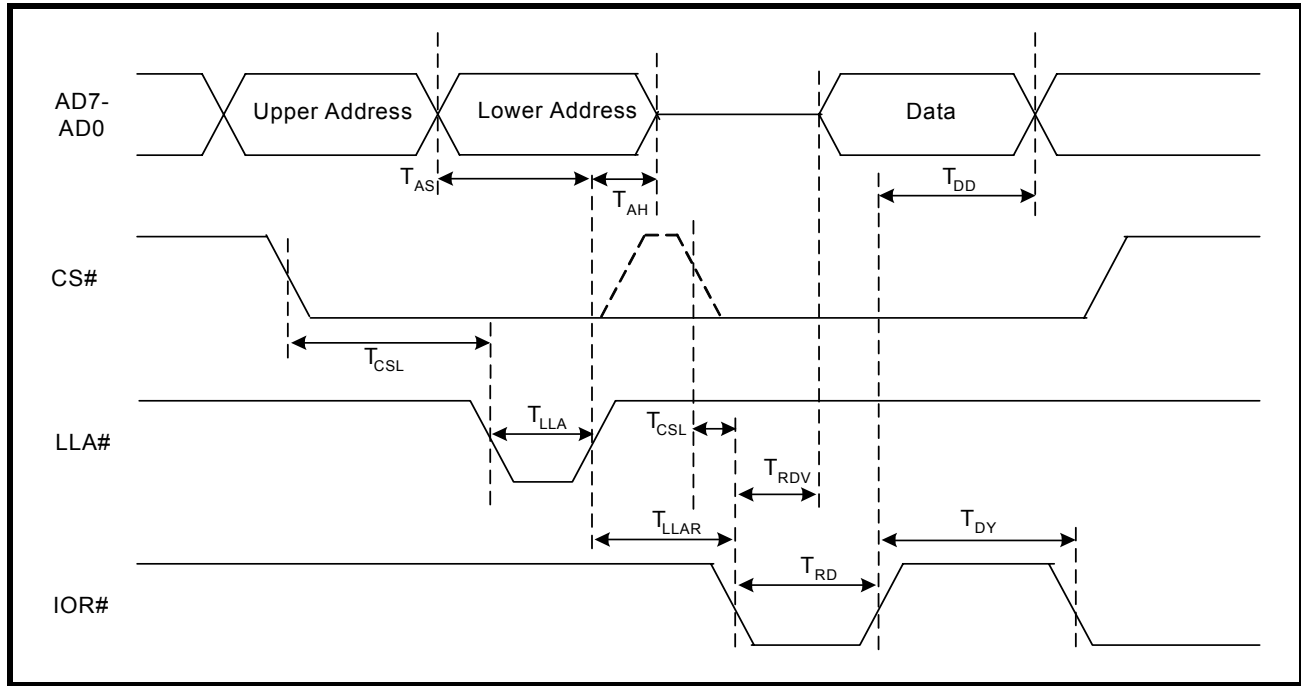 AD7-
AD0
Upper Address
Lower Address
Data
TAS
TAH
TDD
CS#
TCSL
LLA#
TLLA
TCSL
TRDV
TLLAR
TDY
IOR#
TRD